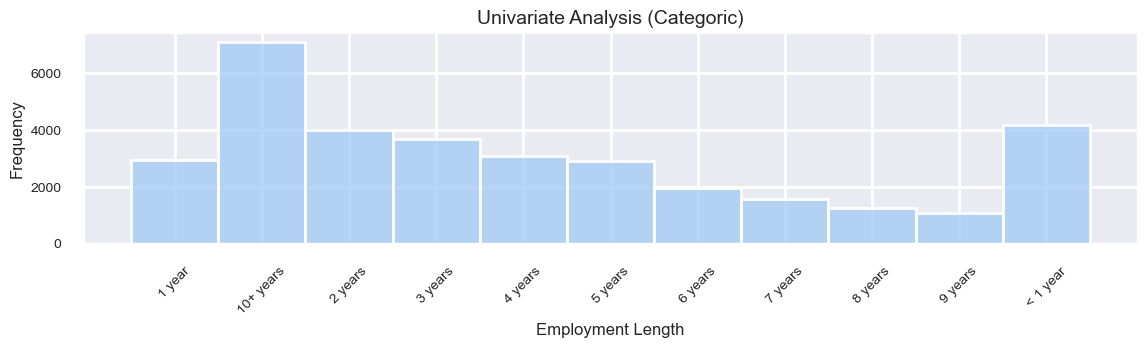 Univariate Analysis (Categoric)
Frequency
6000
4000
2000
0
1 year
10+ years
2 years
3 years
4 years
5 years
6 years
7 years
8 years
9 years
< 1 year
Employment Length